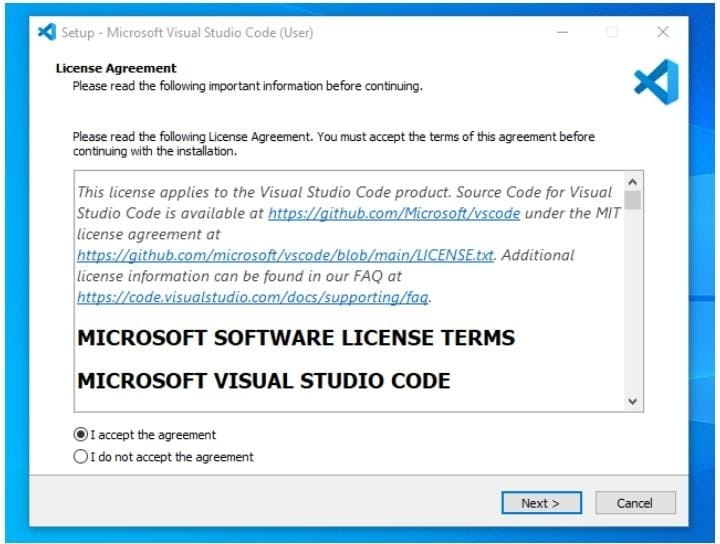 Setup - Microsoft Visual Studio Code (User)
License Agreement
Please read the following important information before continuing.
Please read the following License Agreement. You must accept the terms of this agreement before
continuing with the installation.
This license applies to the Visual Studio Code product. Source Code for Visual
Studio Code is available at https://github.com/Microsoft/vscode under the MIT
license agreement at
https://github.com/microsoft/vscode/blob/main/LICENSE.txt. Additional
license information can be found in our FAQ at
https://code.visualstudio.com/docs/supporting/faq.
MICROSOFT SOFTWARE LICENSE TERMS
MICROSOFT VISUAL STUDIO CODE
I accept the agreement
I do not accept the agreement
Next >
Cancel